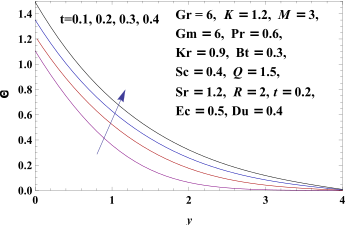 t=0.1, 0.2, 0.3, 0.4
Gr = 6, K = 1.2, M = 3,
Gm = 6, Pr = 0.6,
Kr = 0.9, Bt = 0.3,
Sc = 0.4, Q = 1.5,
Sr = 1.2, R = 2, t = 0.2,
Ec = 0.5, Du = 0.4
1.4
1.2
1.0
0.8
0.6
0.4
0.2
0.0
Θ
0 1 2 3 4
y